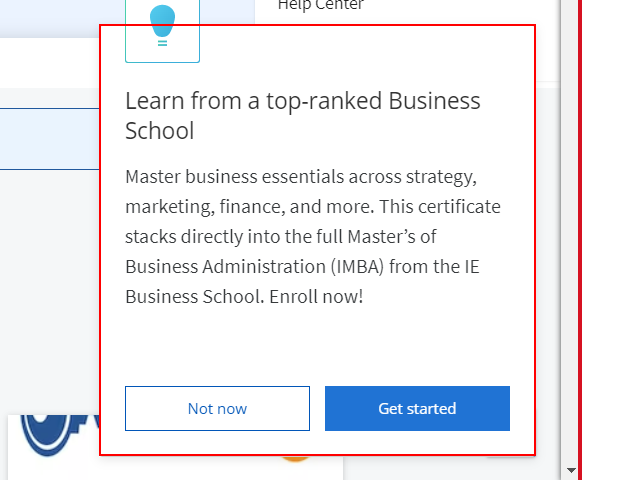 Help Center
Learn from a top-ranked Business
School
Master business essentials across strategy,
marketing, finance, and more. This certificate
stacks directly into the full Master's of
Business Administration (IMBA) from the IE
Business School. Enroll now!
Not now
Get started